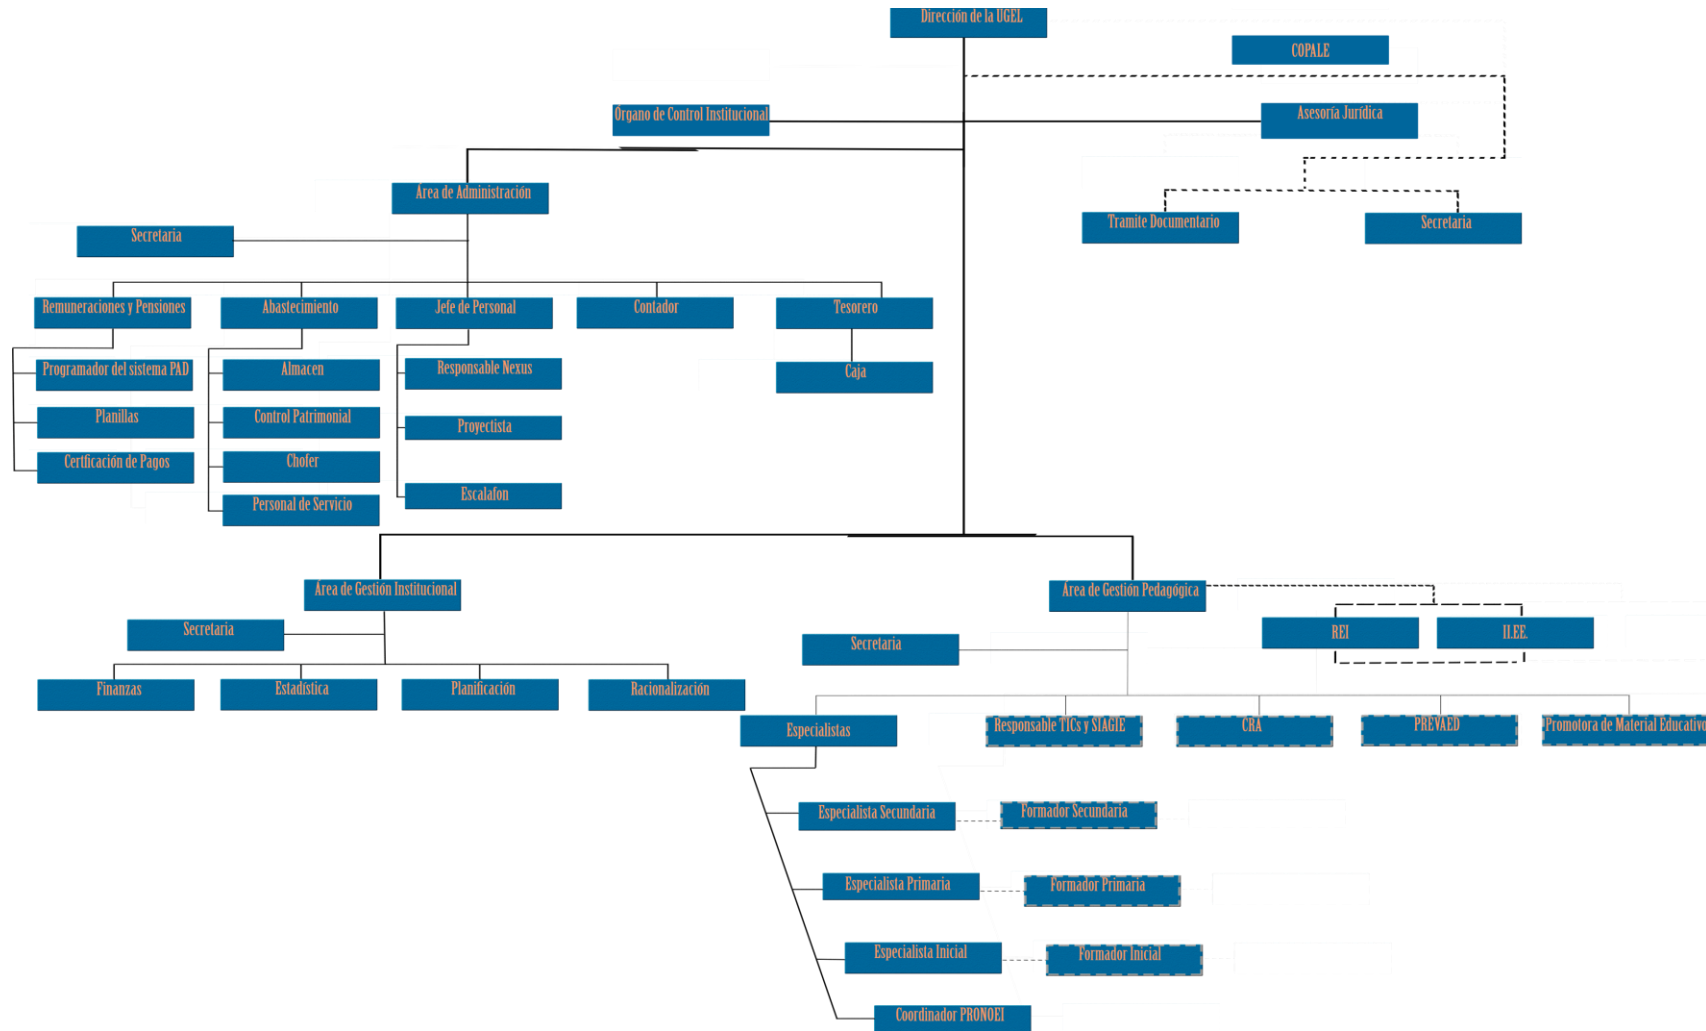 Dirección de la UGEL
COPALE
Órgano de Control Institucional
Asesoría Jurídica
Área de Administración
Secretaria
Tramite Documentario
Secretaria
Remuneraciones y Pensiones
Abastecimiento
Jefe de Personal
Contador
Tesorero
Programador del sistema PAD
Almacen
Responsable Nexus
Caja
Planillas
Control Patrimonial
Proyectista
Certficación de Pagos
Chofer
Escalafon
Personal de Servicio
Área de Gestión Institucional
Área de Gestión Pedagógica
Secretaria
Secretaria
REI
II.EE.
Finanzas
Estadística
Planificación
Racionalización
Especialistas
Responsable TICs y SIAGIE
CRA
PREVAED
Promotora de Material Educativo
Especialista Secundaria
Formador Secundaria
Especialista Primaria
Formador Primaria
Especialista Inicial
Formador Inicial
Coordinador PRONOEI